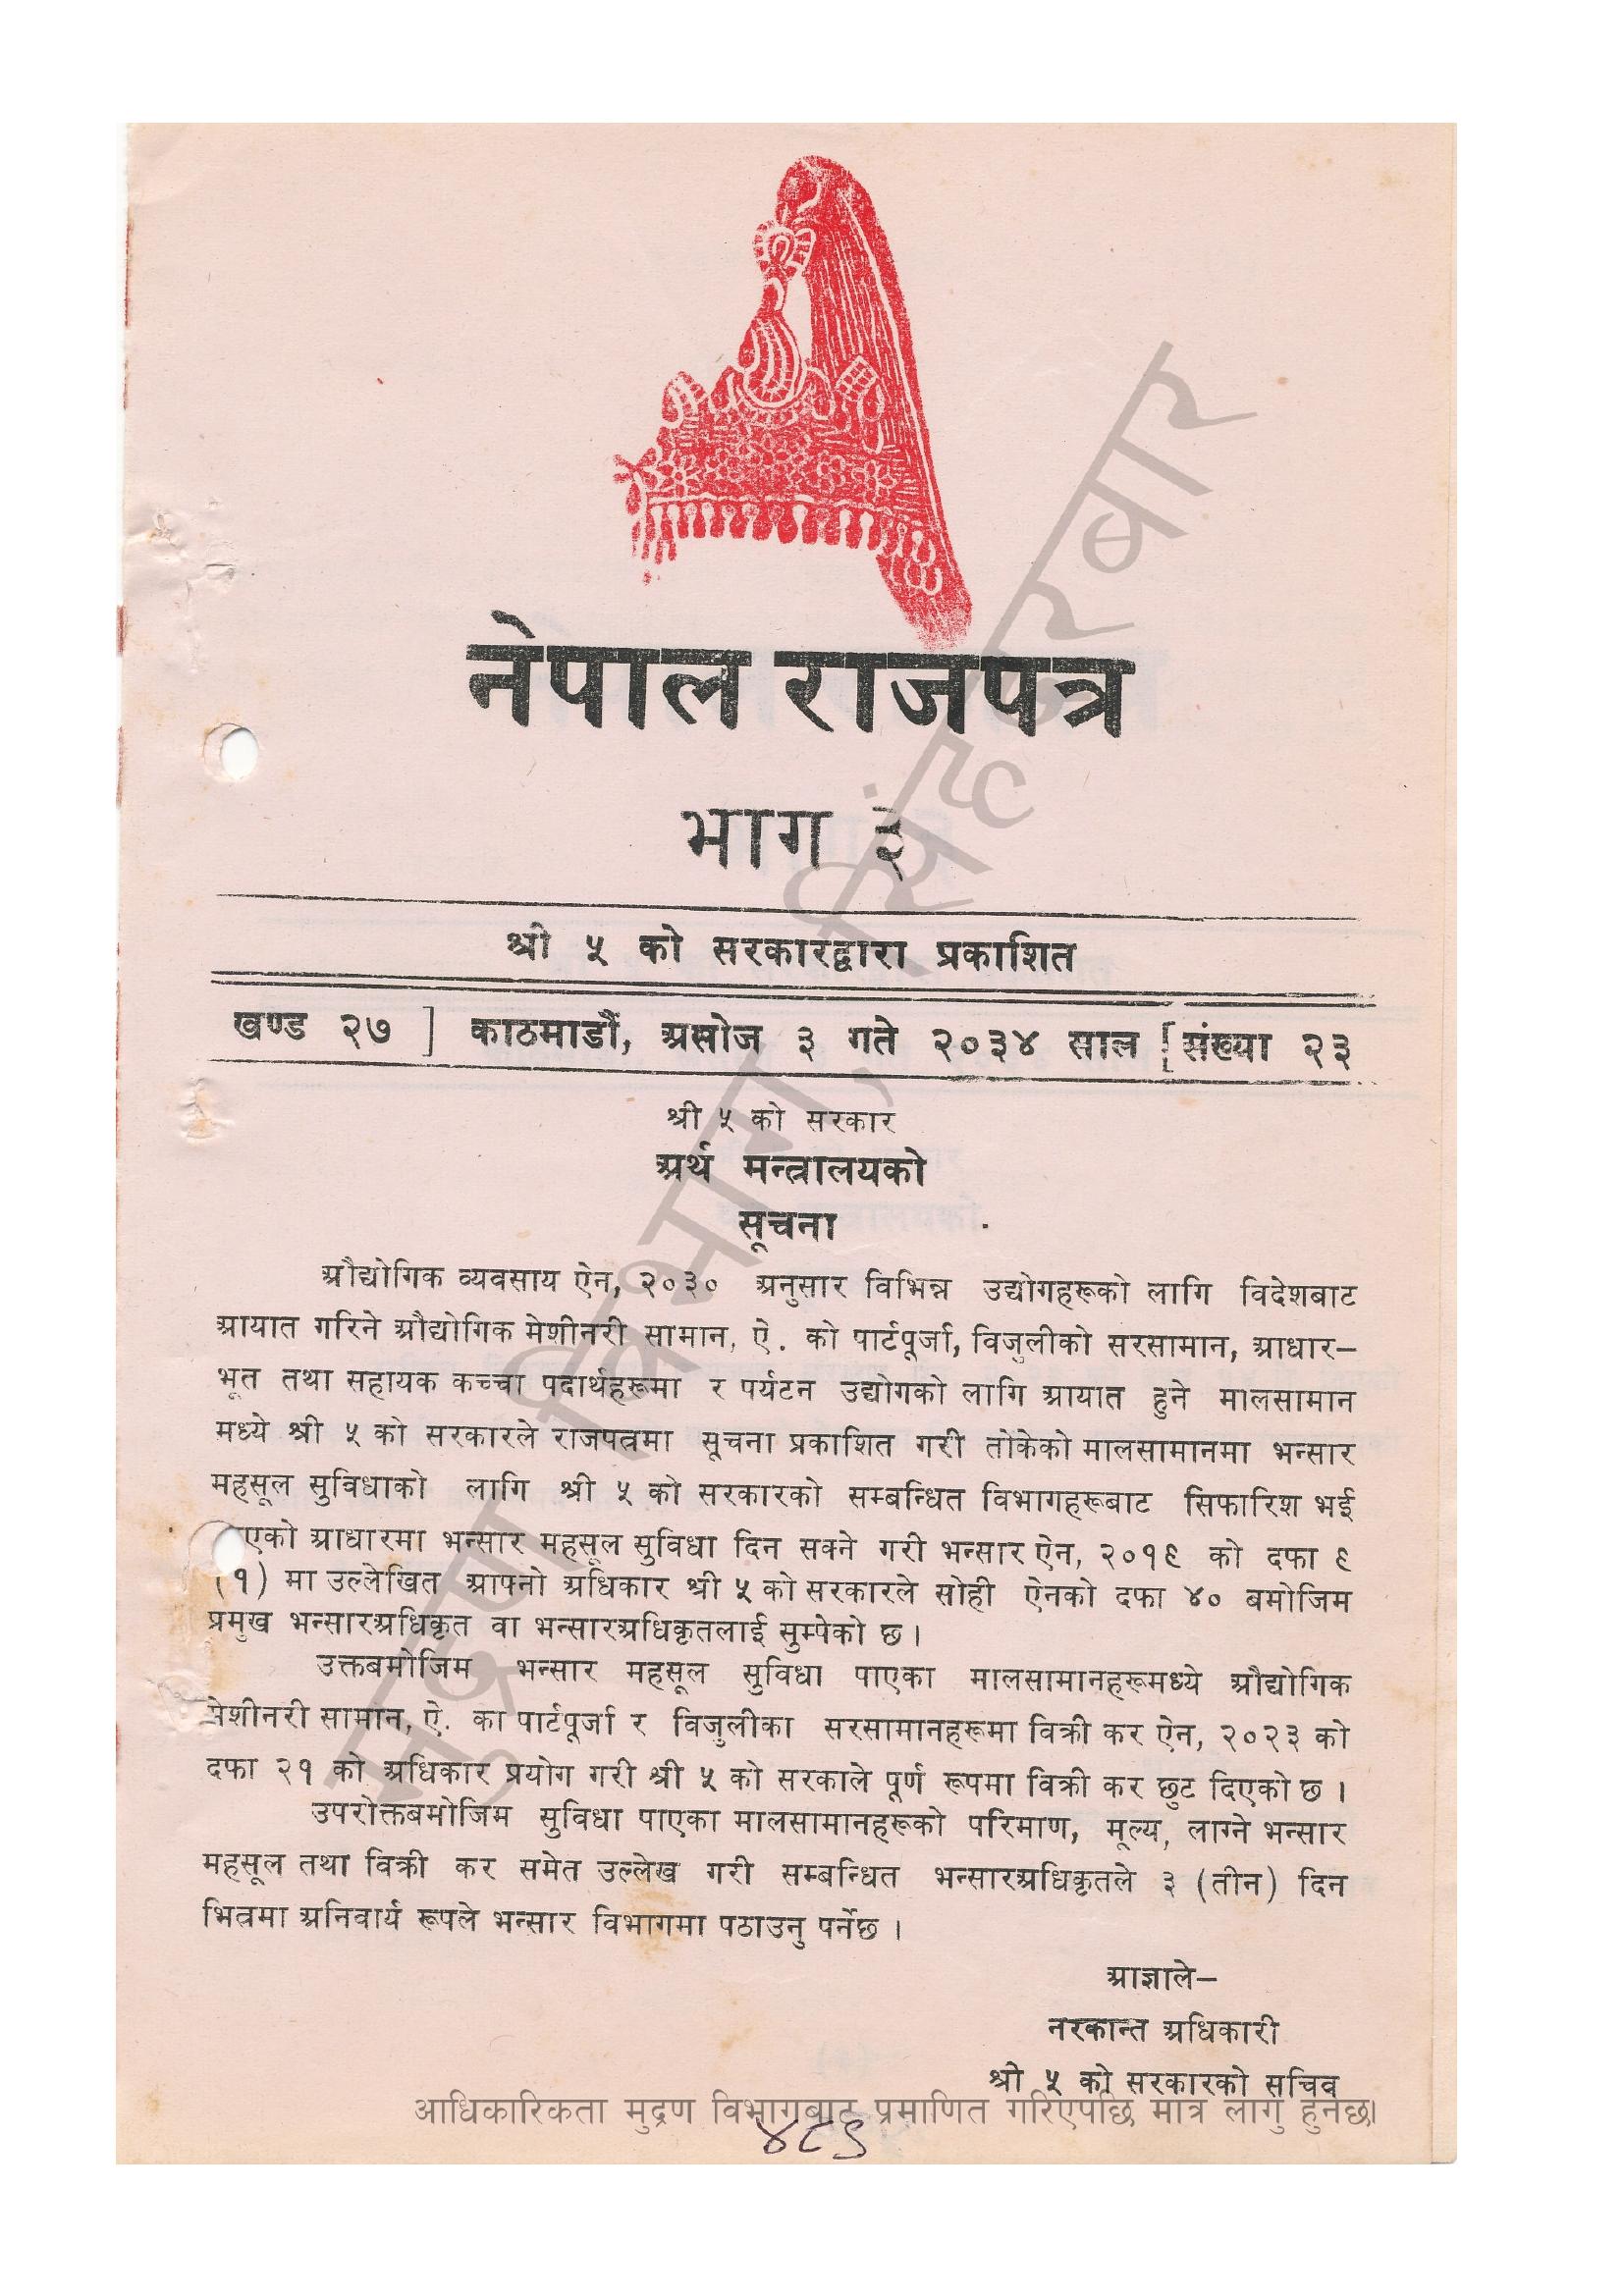 नेपाल राजपत्र
भाग ३
श्री ५ को सरकारद्वारा प्रकाशित
खण्ड २७ ] काठमाडौं, असोज ३ गते २०३४ साल [ संख्या २३
श्री ५ को सरकार
अर्थ मन्त्रालयको
सूचना
औद्योगिक व्यवसाय ऐन, २०३० अनुसार विभिन्न उद्योगहरूको लागि विदेशबाट
आयात गरिने औद्योगिक मेशीनरी सामान, ऐ. को पार्टपूर्जा, विजुलीको सरसामान, आधार–
भूत तथा सहायक कच्चा पदार्थहरूमा र पर्यटन उद्योगको लागि आयात हुने मालसामान
मध्ये श्री ५ को सरकारले राजपत्रमा सूचना प्रकाशित गरी तोकेको मालसामानमा भन्सार
महसूल सुविधाको लागि श्री ५ को सरकारको सम्बन्धित विभागहरूबाट सिफारिश भई
एको आधारमा भन्सार महसूल सुविधा दिन सक्ने गरी भन्सार ऐन, २०१९ को दफा ९
(१) मा उल्लेखित आफ्नो अधिकार श्री ५ को सरकारले सोही ऐनको दफा ४० बमोजिम
प्रमुख भन्सारअधिकृत वा भन्सारअधिकृतलाई सुम्पेको छ ।
उक्तबमोजिम भन्सार महसूल सुविधा पाएका मालसामानहरूमध्ये औद्योगिक
मेशीनरी सामान, ऐ. का पार्टपूर्जा र विजुलीका सरसामानहरूमा विक्री कर ऐन, २०२३ को
दफा २१ को अधिकार प्रयोग गरी श्री ५ को सरकाले पूर्ण रूपमा विक्री कर छुट दिएको छ ।
उपरोक्तबमोजिम सुविधा पाएका मालसामानहरूको परिमाण, मूल्य, लाग्ने भन्सार
महसूल तथा विक्री कर समेत उल्लेख गरी सम्बन्धित भन्सारअधिकृतले ३ (तीन) दिन
भित्रमा अनिवार्य रूपले भन्सार विभागमा पठाउनु पर्नेछ ।
आज्ञाले–
नरकान्त अधिकारी
श्री ५ को सरकारको सचिव
आधिकारिकता मुद्रण विभागबाट प्रमाणित गरिएपछि मात्र लागु हुनेछ।
४८९
मुद्रण विभाग, सिंहदरबार